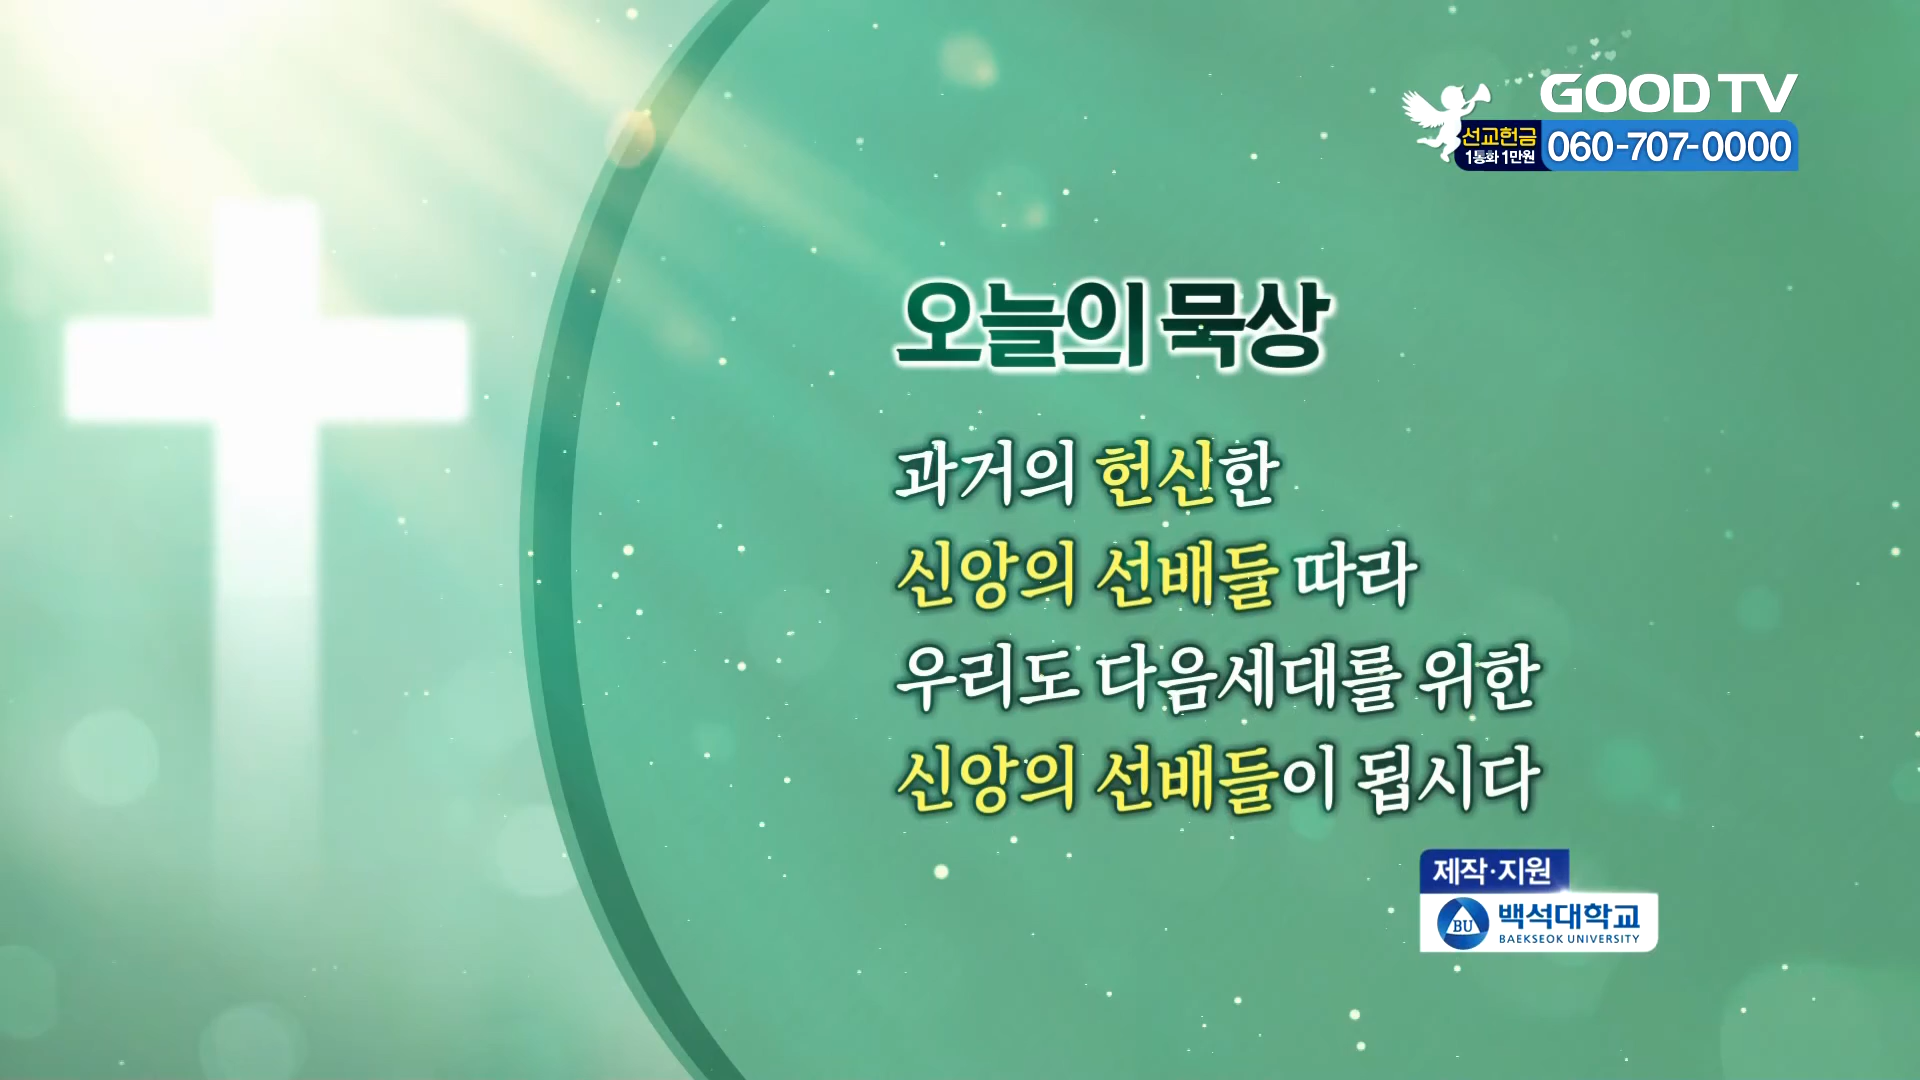 GOOD TV
선교헌금
1통화 1만원
060-707-0000
오늘의 묵상
과거의 헌신한
신앙의 선배들 따라
우리도 다음세대를 위한
신앙의 선배들이 됩시다
제작·지원
BU
백석대학교
BAEKSEOK UNIVERSITY